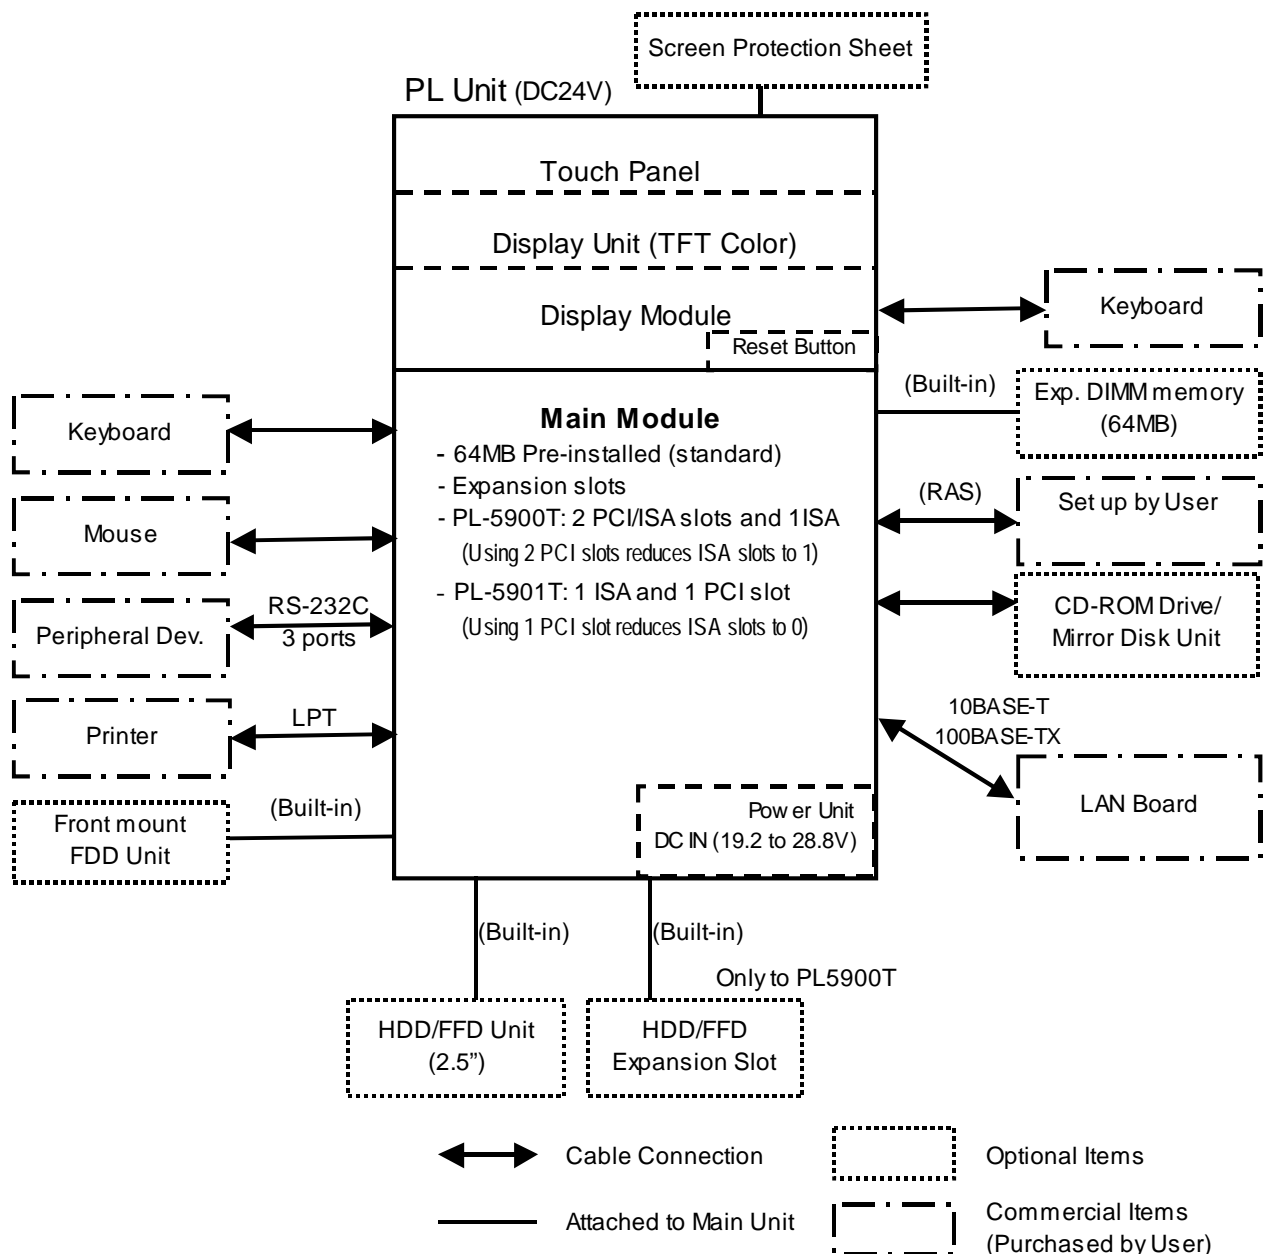 Screen Protection Sheet
PL Unit (DC24V)
Touch Panel
Display Unit (TFT Color)
Display Module
Reset Button
Keyboard
(Built-in)
Exp. DIMM memory
(64MB)
Main Module
- 64MB Pre-installed (standard)
- Expansion slots
- PL-5900T: 2 PCI/ISA slots and 1ISA
(Using 2 PCI slots reduces ISA slots to 1)
- PL-5901T: 1 ISA and 1 PCI slot
(Using 1 PCI slot reduces ISA slots to 0)
Keyboard
Mouse
RS-232C
3 ports
Peripheral Dev.
LPT
Printer
(Built-in)
Front mount
FDD Unit
(RAS)
Set up by User
CD-ROM Drive/
Mirror Disk Unit
10BASE-T
100BASE-TX
LAN Board
Power Unit
DC IN (19.2 to 28.8V)
(Built-in)
(Built-in)
Only to PL5900T
HDD/FFD Unit
(2.5”)
HDD/FFD
Expansion Slot
Cable Connection
Optional Items
Attached to Main Unit
Commercial Items
(Purchased by User)